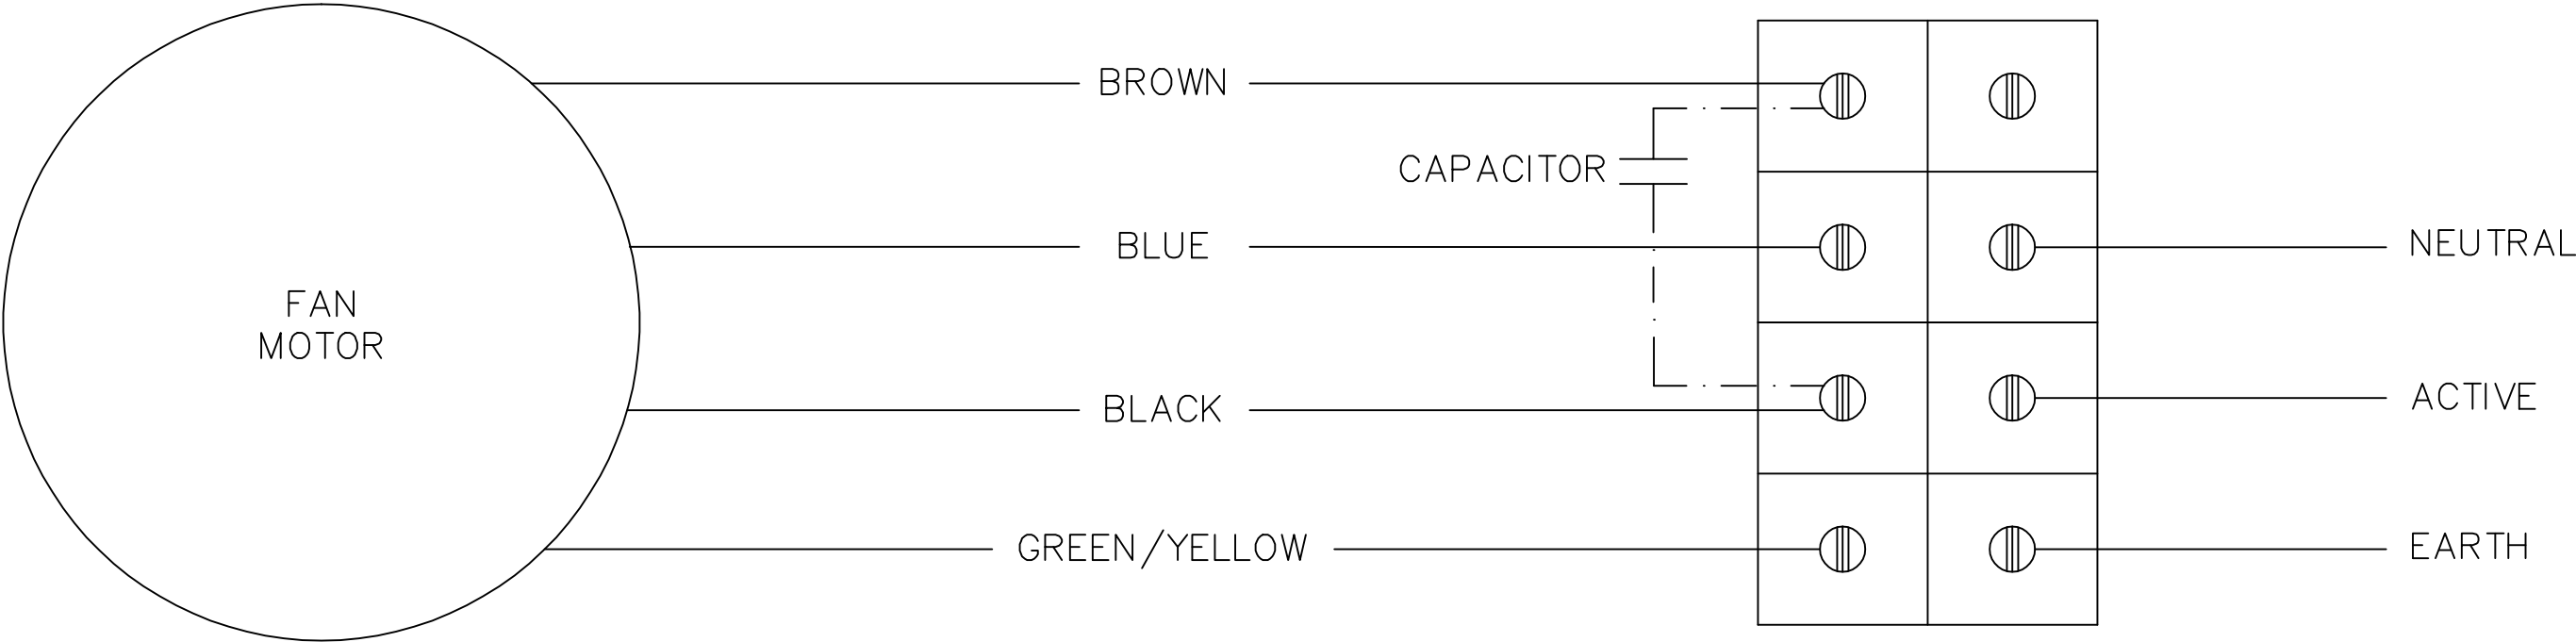 BROWN
CAPACITOR
BLUE
NEUTRAL
FAN
MOTOR
BLACK
ACTIVE
GREEN/YELLOW
EARTH